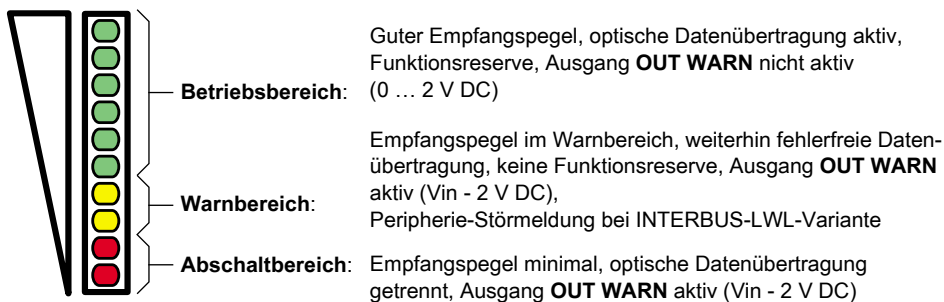 Guter Empfangspegel, optische Datenübertragung aktiv,
Funktionsreserve, Ausgang OUT WARN nicht aktiv
Betriebsbereich: (0 … 2 V DC)
Empfangspegel im Warnbereich, weiterhin fehlerfreie Daten-
übertragung, keine Funktionsreserve, Ausgang OUT WARN
Warnbereich: aktiv (Vin - 2 V DC),
Peripherie-Störmeldung bei INTERBUS-LWL-Variante
Abschaltbereich: Empfangspegel minimal, optische Datenübertragung
getrennt, Ausgang OUT WARN aktiv (Vin - 2 V DC)